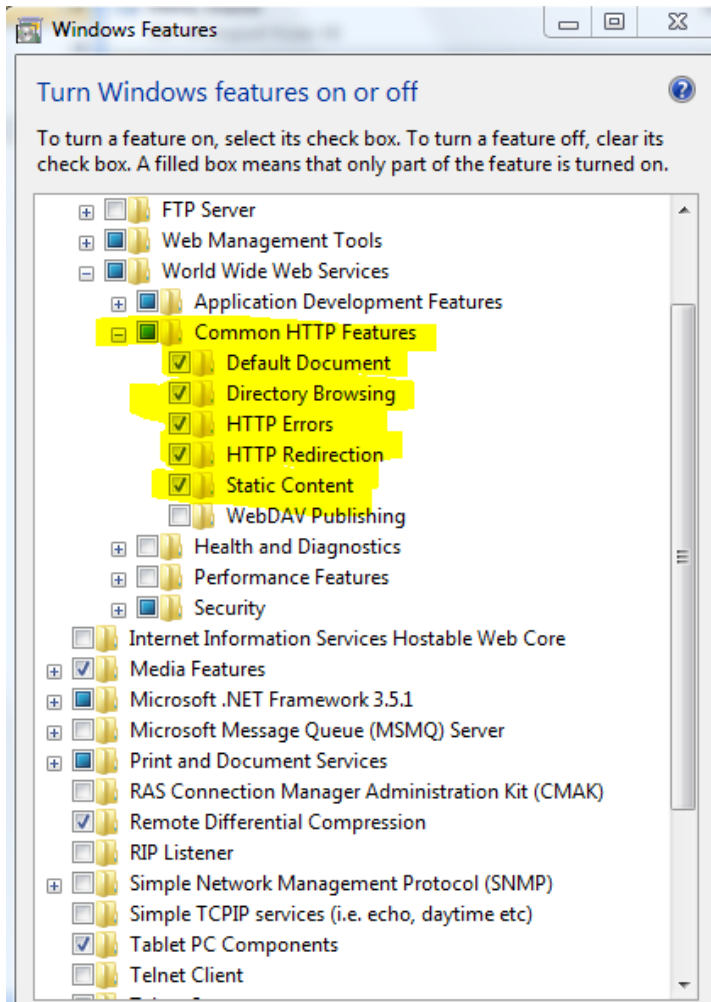 Windows Features
Turn Windows features on or off
To turn a feature on, select its check box. To turn a feature off, clear its
check box. A filled box means that only part of the feature is turned on.
FTP Server
Web Management Tools
World Wide Web Services
Application Development Features
Common HTTP Features
Default Document
Directory Browsing
HTTP Errors
HTTP Redirection
Static Content
WebDAV Publishing
Health and Diagnostics
Performance Features
Security
Internet Information Services Hostable Web Core
Media Features
Microsoft .NET Framework 3.5.1
Microsoft Message Queue (MSMQ) Server
Print and Document Services
RAS Connection Manager Administration Kit (CMAK)
Remote Differential Compression
RIP Listener
Simple Network Management Protocol (SNMP)
Simple TCPIP services (i.e. echo, daytime etc)
Tablet PC Components
Telnet Client